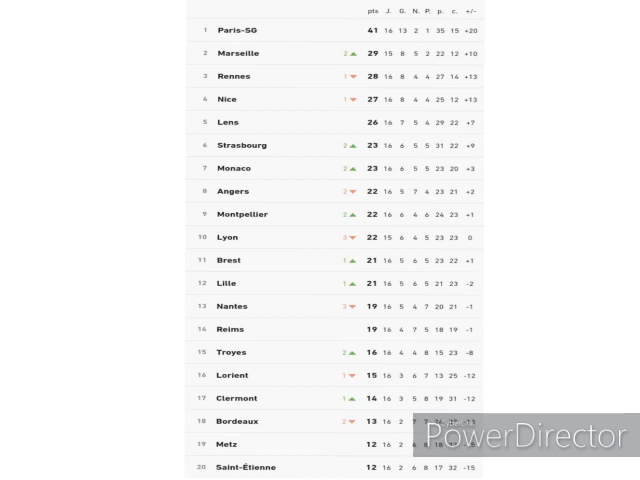 pts J. G. N. P. p. c. +/-
1 Paris-SG 41 16 13 2 1 35 15 +20
2 Marseille 2 29 15 8 5 2 22 12 +10
3 Rennes 1 28 16 8 4 4 27 14 +13
4 Nice 1 27 16 8 4 4 25 12 +13
5 Lens 26 16 7 5 4 29 22 +7
6 Strasbourg 2 23 16 6 5 5 31 22 +9
7 Monaco 2 23 16 6 5 5 23 20 +3
8 Angers 2 22 16 5 7 4 23 21 +2
9 Montpellier 2 22 16 6 4 6 24 23 +1
10 Lyon 3 22 15 6 4 5 23 23 0
11 Brest 1 21 16 5 6 5 23 22 +1
12 Lille 1 21 16 5 6 5 21 23 -2
13 Nantes 3 19 16 5 4 7 20 21 -1
14 Reims 19 16 4 7 5 18 19 -1
15 Troyes 2 16 16 4 4 8 15 23 -8
16 Lorient 1 15 16 3 6 7 13 25 -12
17 Clermont 1 14 16 3 5 8 19 31 -12
18 Bordeaux 2 13 16 2
19 Metz 12 16 2
20 Saint-Étienne 12 16 2 6 8 17 32 -15
PowerDirector